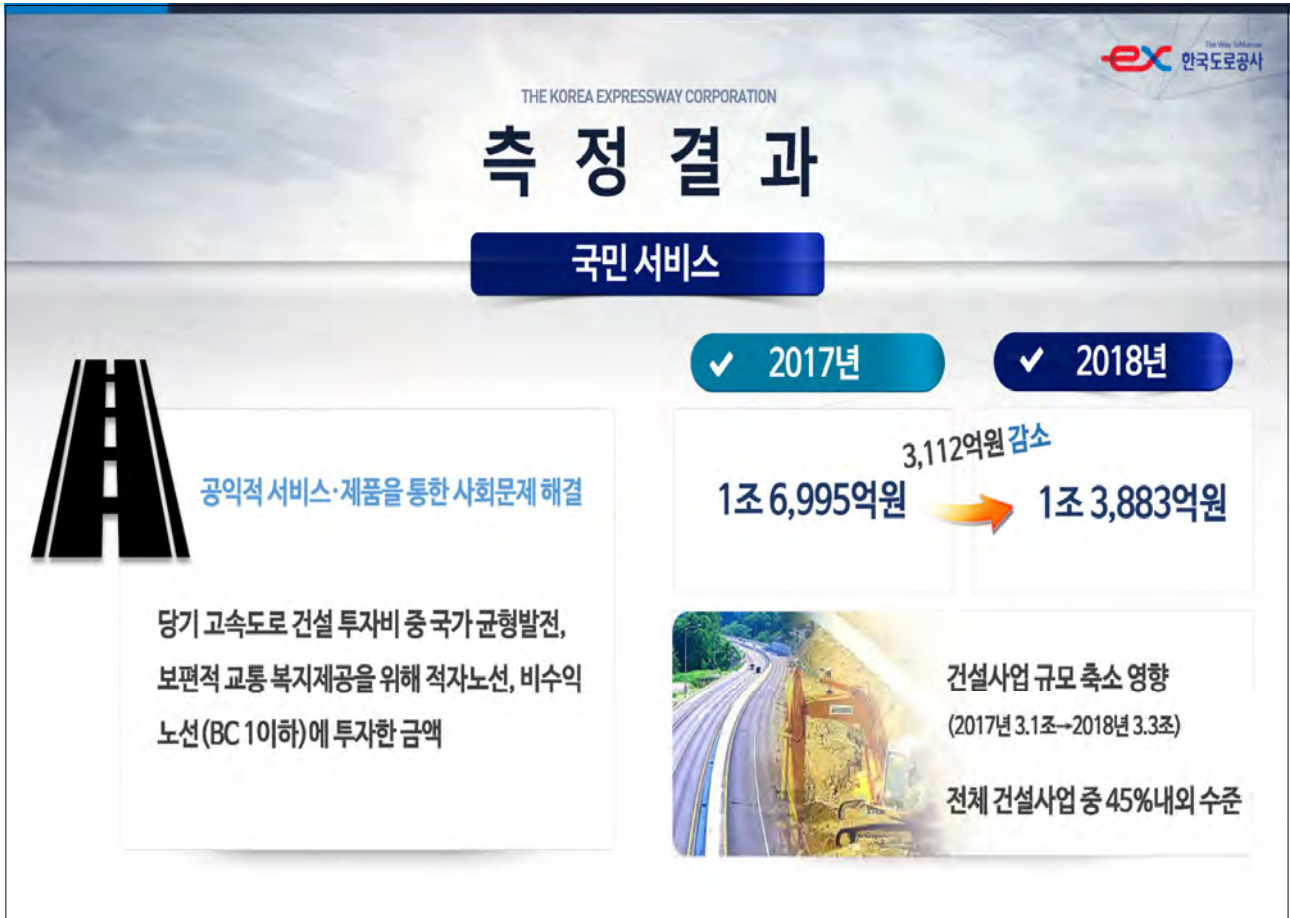 The Way ToMorrow
ex 한국도로공사
THE KOREA EXPRESSWAY CORPORATION
측 정 결 과
국민 서비스
✔ 2017년
✔ 2018년
공익적 서비스·제품을 통한 사회문제 해결
3,112억원 감소
1조 6,995억원
1조 3,883억원
당기 고속도로 건설 투자비 중 국가 균형발전,
보편적 교통 복지제공을 위해 적자노선, 비수익
노선(BC 1이하)에 투자한 금액
건설사업 규모 축소 영향
(2017년 3.1조→2018년 3.3조)
전체 건설사업 중 45%내외 수준